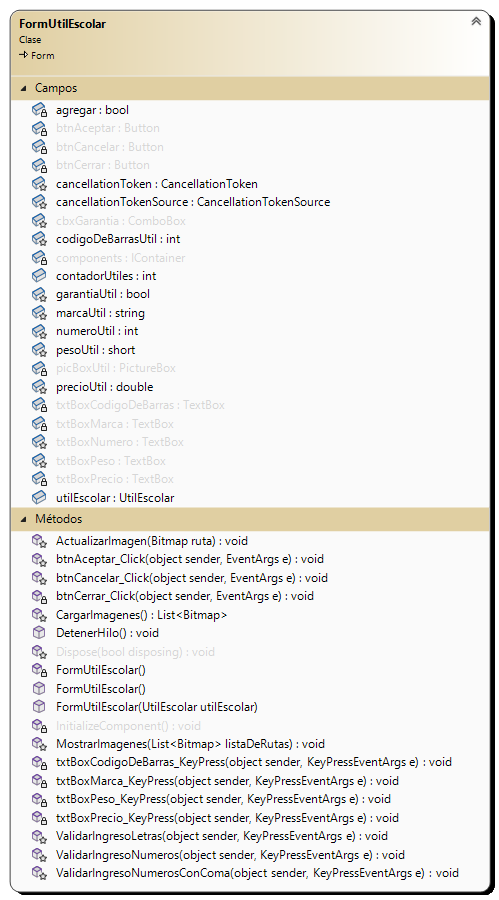 FormUtilEscolar
Clase
Form
Campos
agregar : bool
btnAceptar : Button
btnCancelar : Button
btnCerrar : Button
cancellationToken : CancellationToken
cancellationTokenSource : CancellationTokenSource
cbxGarantia : ComboBox
codigoDeBarrasUtil : int
components : IContainer
contadorUtiles : int
garantiaUtil : bool
marcaUtil : string
numeroUtil : int
pesoUtil : short
picBoxUtil : PictureBox
precioUtil : double
txtBoxCodigoDeBarras : TextBox
txtBoxMarca : TextBox
txtBoxNumero : TextBox
txtBoxPeso : TextBox
txtBoxPrecio : TextBox
utilEscolar : UtilEscolar
Métodos
ActualizarImagen(Bitmap ruta) : void
btnAceptar_Click(object sender, EventArgs e) : void
btnCancelar_Click(object sender, EventArgs e) : void
btnCerrar_Click(object sender, EventArgs e) : void
CargarImagenes() : List<Bitmap>
DetenerHilo() : void
Dispose(bool disposing) : void
FormUtilEscolar()
FormUtilEscolar()
FormUtilEscolar(UtilEscolar utilEscolar)
InitializeComponent() : void
MostrarImagenes(List<Bitmap> listaDeRutas) : void
txtBoxCodigoDeBarras_KeyPress(object sender, KeyPressEventArgs e) : void
txtBoxMarca_KeyPress(object sender, KeyPressEventArgs e) : void
txtBoxPeso_KeyPress(object sender, KeyPressEventArgs e) : void
txtBoxPrecio_KeyPress(object sender, KeyPressEventArgs e) : void
ValidarIngresoLetras(object sender, KeyPressEventArgs e) : void
ValidarIngresoNumeros(object sender, KeyPressEventArgs e) : void
ValidarIngresoNumerosConComa(object sender, KeyPressEventArgs e) : void